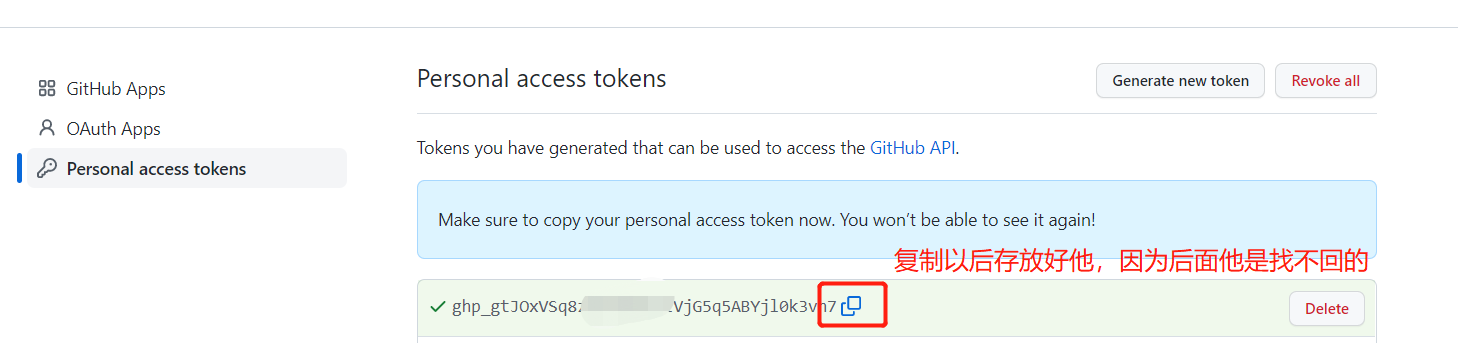 GitHub Apps
OAuth Apps
Personal access tokens
Personal access tokens
Generate new token
Revoke all
Tokens you have generated that can be used to access the GitHub API.
Make sure to copy your personal access token now. You won’t be able to see it again!
复制以后存放好他，因为后面他是找不回的
Delete